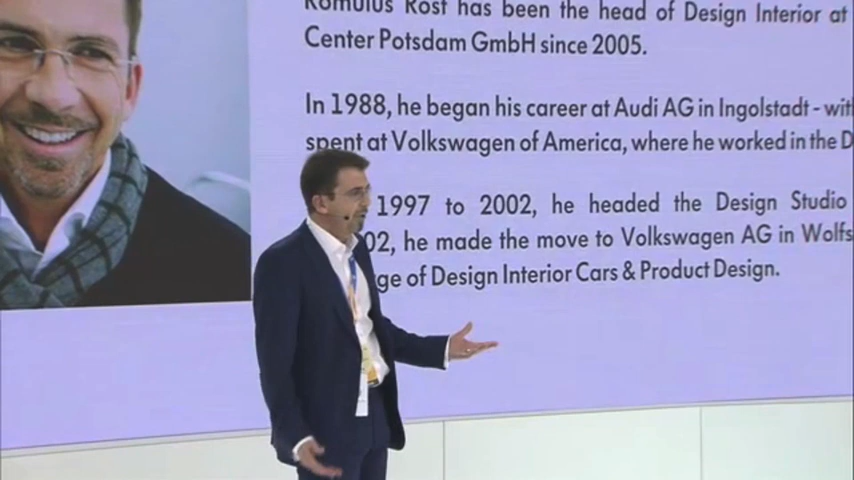 Romulus Rost has been the head of Design Interior at
Center Potsdam GmbH since 2005.
In 1988, he began his career at Audi AG in Ingolstadt - with
spent at Volkswagen of America, where he worked in the D
1997 to 2002, he headed the Design Studio
02, he made the move to Volkswagen AG in Wolfs
ge of Design Interior Cars & Product Design.